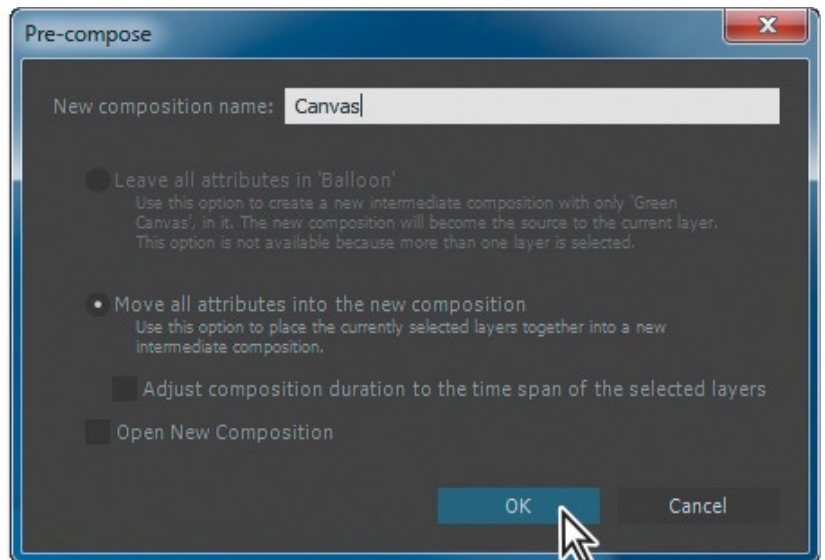 Pre-compose
New composition name: Canvas
Leave all attributes in 'Balloon'
Use this option to create a new intermediate composition with only 'Green
Canvas', in it. The new composition will become the source to the current layer.
This option is not available because more than one layer is selected.
Move all attributes into the new composition
Use this option to place the currently selected layers together into a new
intermediate composition.
Adjust composition duration to the time span of the selected layers
Open New Composition
OK Cancel